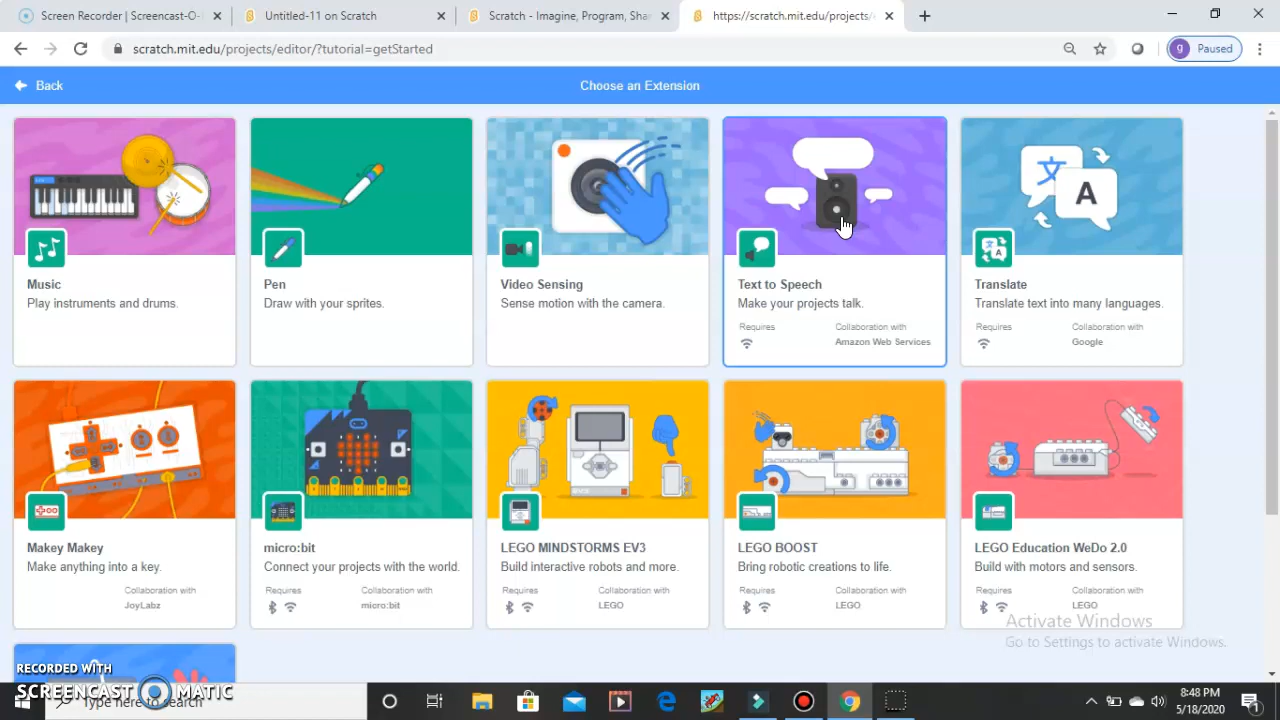 Screen Recorder | Screencast-O-
Untitled-11 on Scratch
Scratch - Imagine, Program, Shar
https://scratch.mit.edu/projects/
scratch.mit.edu/projects/editor/?tutorial=getStarted
g Paused
Back
Choose an Extension
Music
Play instruments and drums.
Pen
Draw with your sprites.
Video Sensing
Sense motion with the camera.
Text to Speech
Make your projects talk.
Requires
Collaboration with
Amazon Web Services
文 A
Translate
Translate text into many languages.
Requires
Collaboration with
Google
Makey Makey
Make anything into a key.
Collaboration with
JoyLabz
micro:bit
Connect your projects with the world.
Requires
Collaboration with
micro:bit
LEGO MINDSTORMS EV3
Build interactive robots and more.
Requires
Collaboration with
LEGO
LEGO BOOST
Bring robotic creations to life.
Requires
Collaboration with
LEGO
LEGO Education WeDo 2.0
Build with motors and sensors.
Requires
Collaboration with
LEGO
Activate Windows
Go to Settings to activate Windows.
RECORDED WITH
SCREENCAST MATIC
Type here to search
8:48 PM
5/18/2020
1